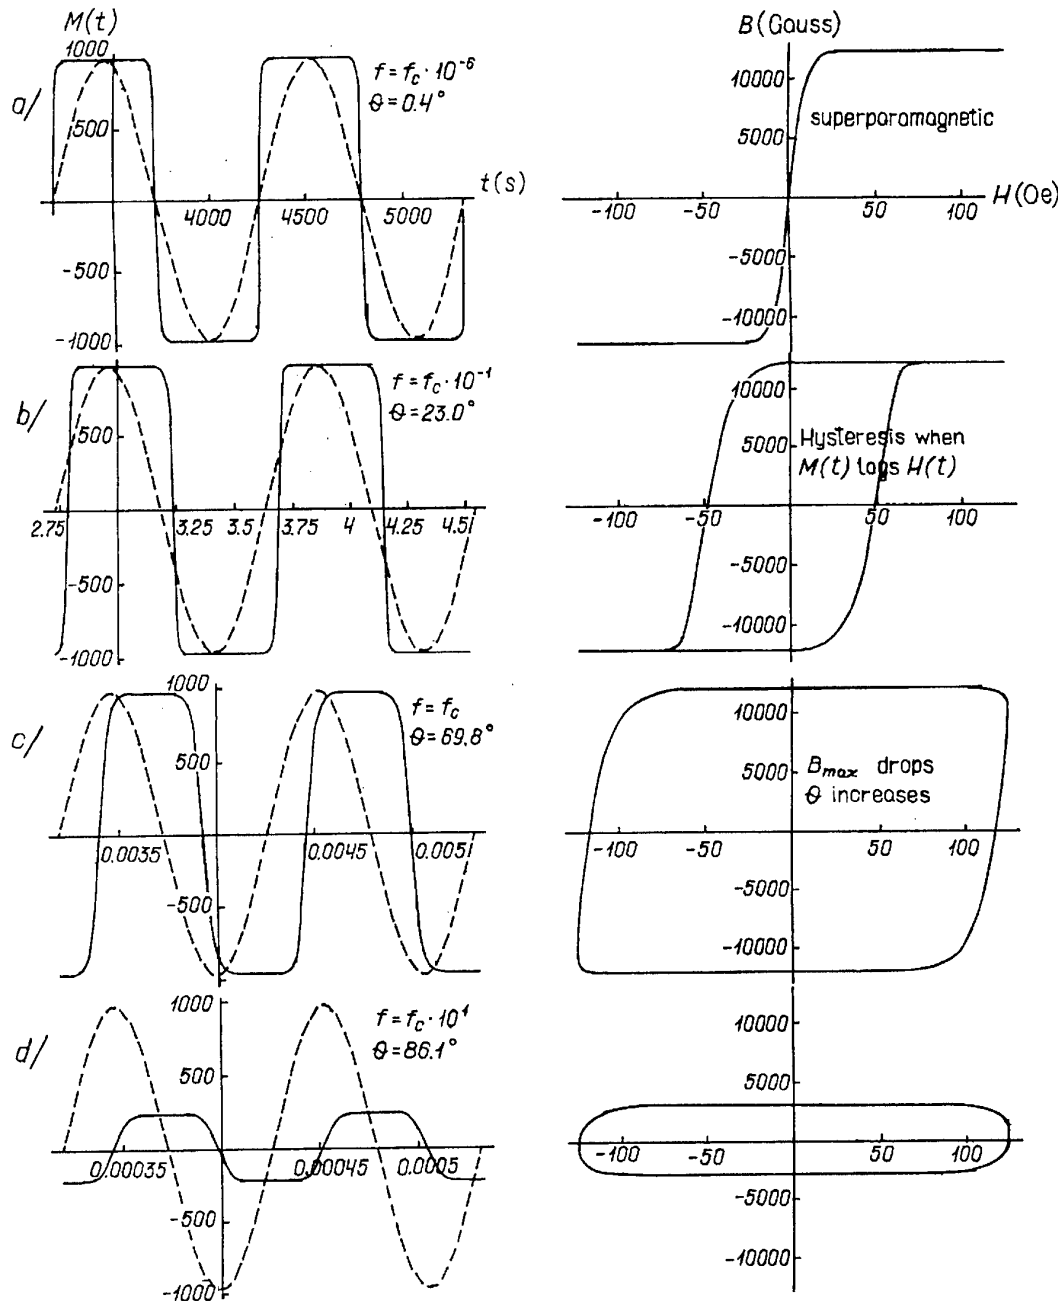 M(t)
1000
500
-500
-1000
a/
f = f_c · 10^-6
Θ = 0.4°
t(s)
4000
4500
5000
B(Gauss)
10000
5000
-5000
-10000
superparamagnetic
-100
-50
50
100
H(Oe)
b/
500
-500
-1000
f = f_c · 10^-1
Θ = 23.0°
2.75
3.25
3.5
3.75
4
4.25
4.5
10000
5000
-5000
-10000
Hysteresis when
M(t) lags H(t)
-100
-50
50
100
c/
1000
500
-500
f = f_c
Θ = 69.8°
0.0035
0.0045
0.005
10000
5000
-5000
-10000
B_max drops
Θ increases
-100
-50
50
100
d/
1000
500
-500
-1000
f = f_c · 10^1
Θ = 86.1°
0.00035
0.00045
0.0005
10000
5000
-5000
-10000
-100
-50
50
100